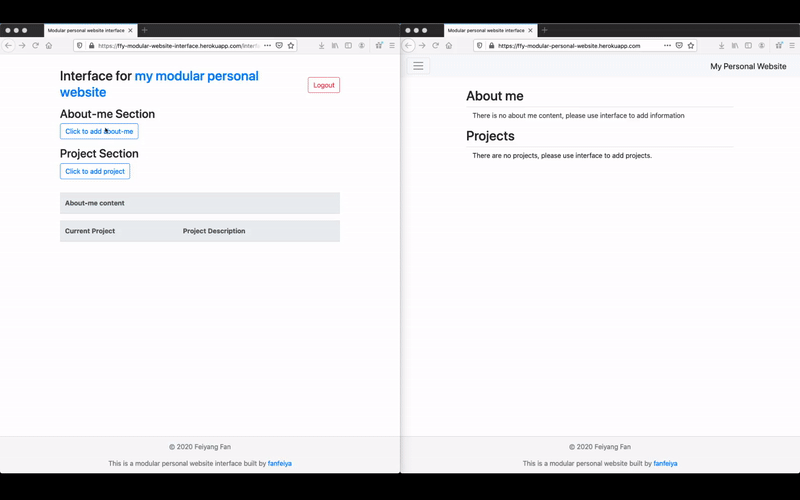 Modular personal website interface
https://ffy-modular-website-interface.herokuapp.com/interf
Interface for my modular personal
website
Logout
About-me Section
Click to add about-me
Project Section
Click to add project
About-me content
Current Project Project Description
© 2020 Feiyang Fan
This is a modular personal website interface built by fanfeiya
Modular personal website interface
https://ffy-modular-personal-website.herokuapp.com
My Personal Website
About me
There is no about me content, please use interface to add information
Projects
There are no projects, please use interface to add projects.
© 2020 Feiyang Fan
This is a modular personal website built by fanfeiya